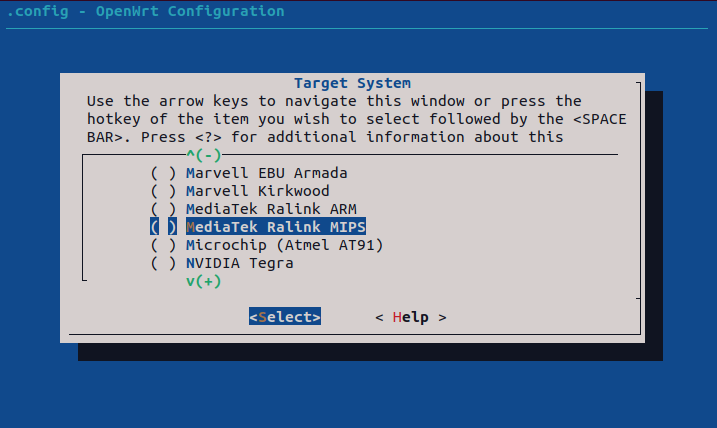 .config - OpenWrt Configuration
Target System
Use the arrow keys to navigate this window or press the
hotkey of the item you wish to select followed by the <SPACE
BAR>. Press <?> for additional information about this
^(-)
( ) Marvell EBU Armada
( ) Marvell Kirkwood
( ) MediaTek Ralink ARM
( ) MediaTek Ralink MIPS
( ) Microchip (Atmel AT91)
( ) NVIDIA Tegra
v(+)
<Select> < Help >